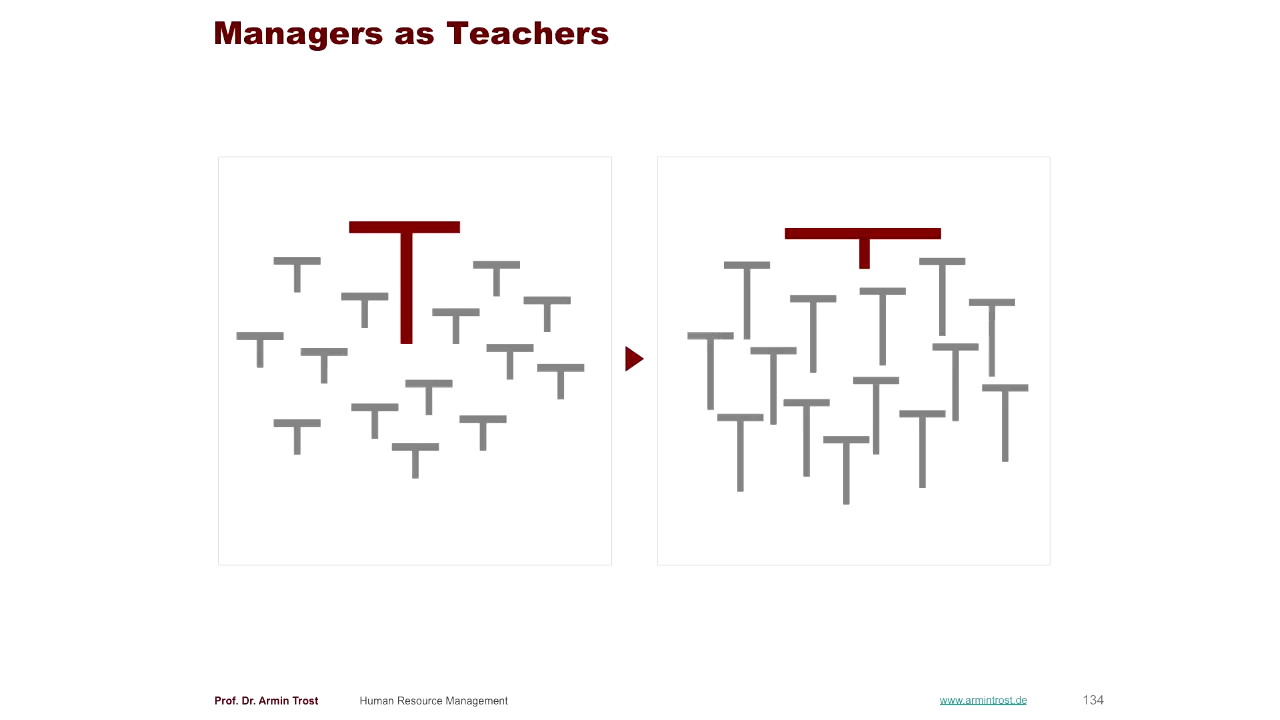 Managers as Teachers
Prof. Dr. Armin Trost Human Resource Management www.armintrost.de 134